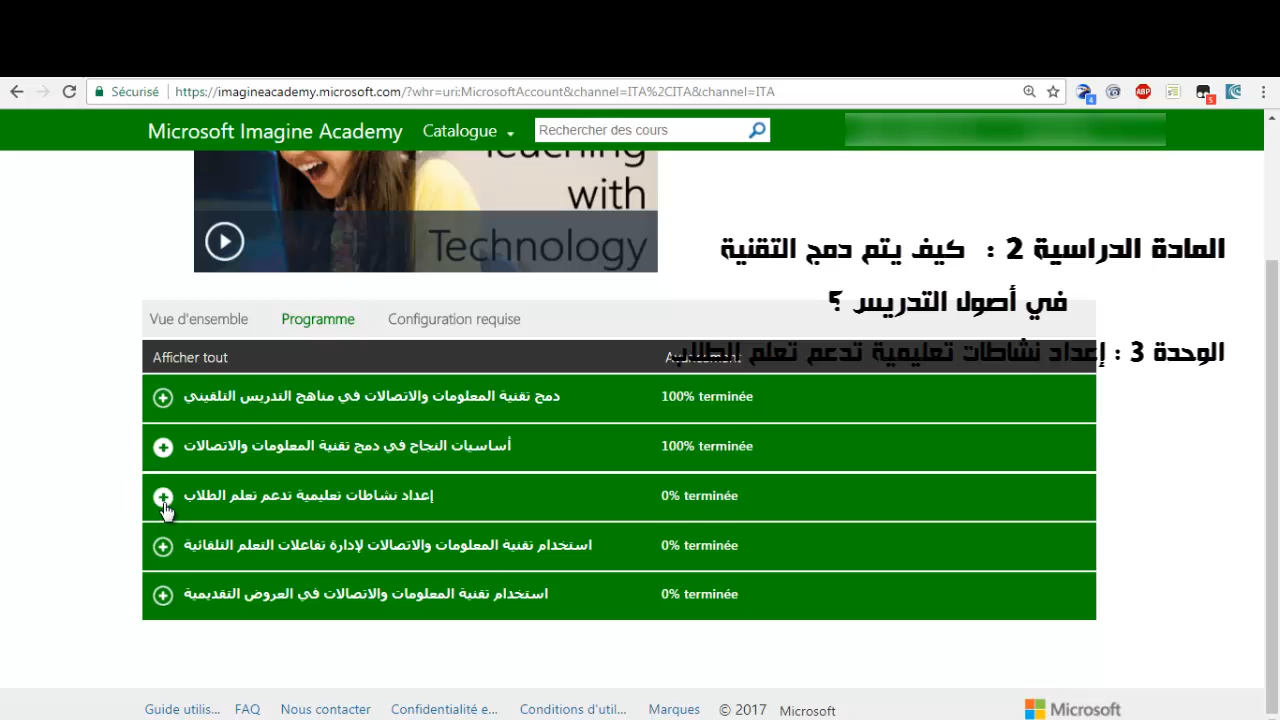 Sécurisé
https://imagineacademy.microsoft.com/?whr=uri:MicrosoftAccount&channel=ITA%2CITA&channel=ITA
4
ABP
5
Microsoft Imagine Academy
Catalogue
Rechercher des cours
Teaching
with
Technology
المادة الدراسية 2 : كيف يتم دمج التقنية
في أصول التدريس ؟
الوحدة 3 : إعداد نشاطات تعليمية تدعم تعلم الطلاب
Vue d'ensemble
Programme
Configuration requise
Afficher tout
Avancement
دمج تقنية المعلومات والاتصالات في مناهج التدريس التلقيني
100% terminée
أساسيات النجاح في دمج تقنية المعلومات والاتصالات
100% terminée
إعداد نشاطات تعليمية تدعم تعلم الطلاب
0% terminée
استخدام تقنية المعلومات والاتصالات لإدارة تفاعلات التعلم التلقائية
0% terminée
استخدام تقنية المعلومات والاتصالات في العروض التقديمية
0% terminée
Guide utilis...
FAQ
Nous contacter
Confidentialité e...
Conditions d'util...
Marques
© 2017 Microsoft
Microsoft